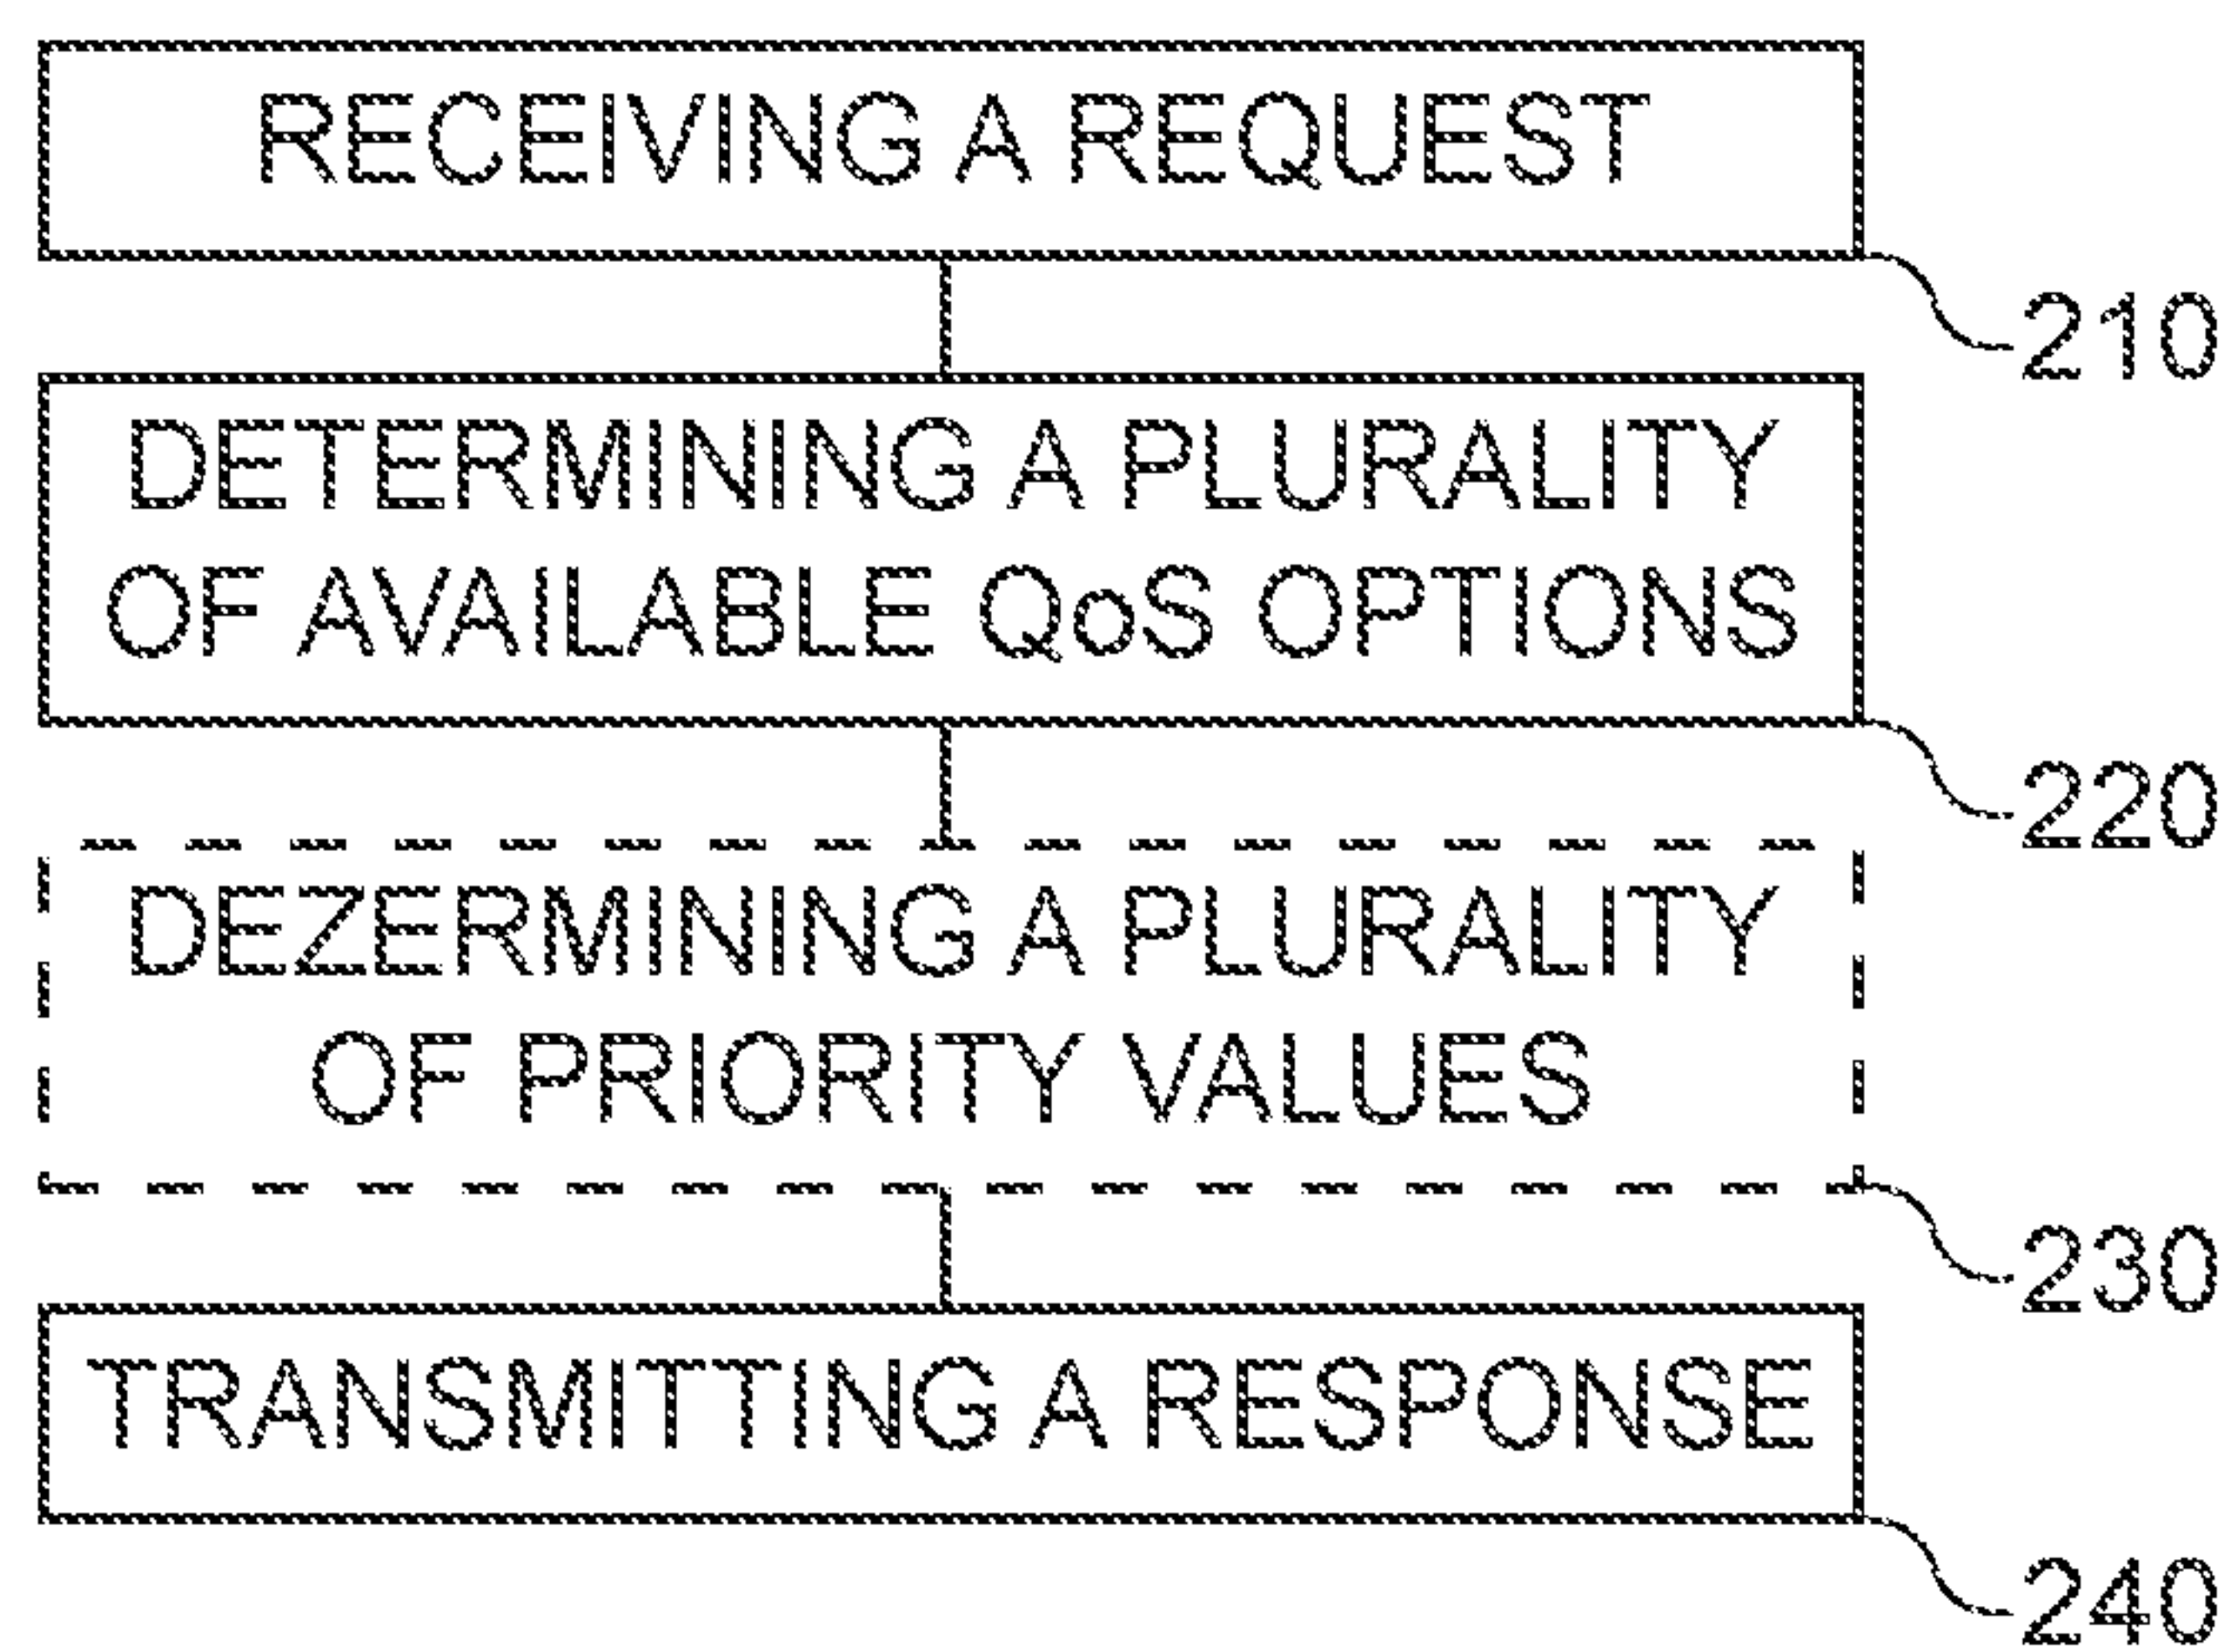 RECEIVING A REQUEST
210
DETERMINING A PLURALITY
OF AVAILABLE QoS OPTIONS
220
DEZERMINING A PLURALITY
OF PRIORITY VALUES
230
TRANSMITTING A RESPONSE
240